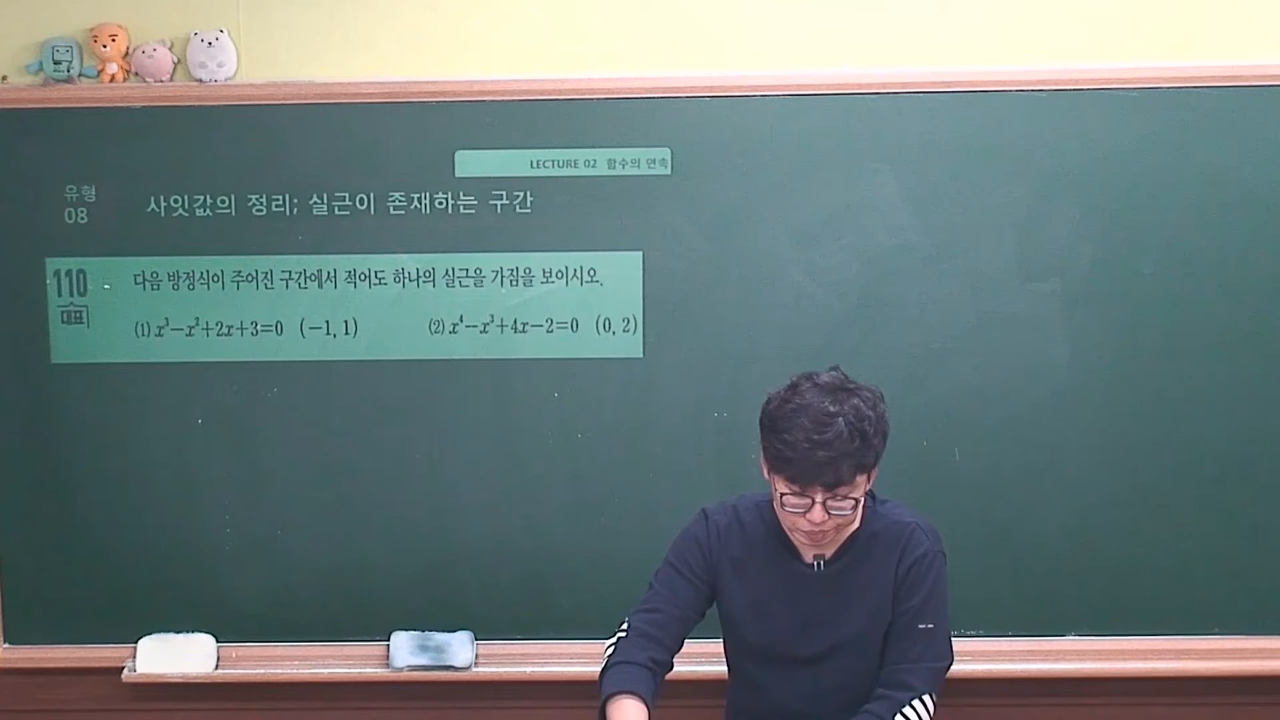 LECTURE 02 함수의 연속
유형
08
사잇값의 정리; 실근이 존재하는 구간
110
대표
다음 방정식이 주어진 구간에서 적어도 하나의 실근을 가짐을 보이시오.
(1) x³−x²+2x+3=0 (−1, 1)
(2) x⁴−x³+4x−2=0 (0, 2)